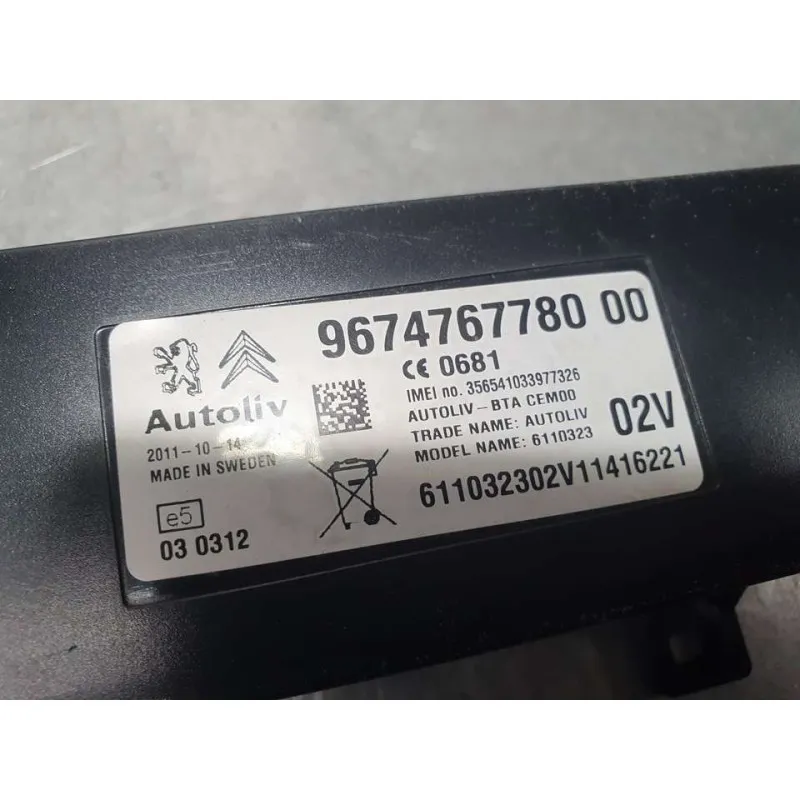 9674767780 00
CE 0681
IMEI no. 356541033977326
AUTOLIV-BTA CEM00
TRADE NAME: AUTOLIV
MODEL NAME: 6110323
02V
611032302V11416221
Autoliv
2011-10-14
MADE IN SWEDEN
e5
03 0312